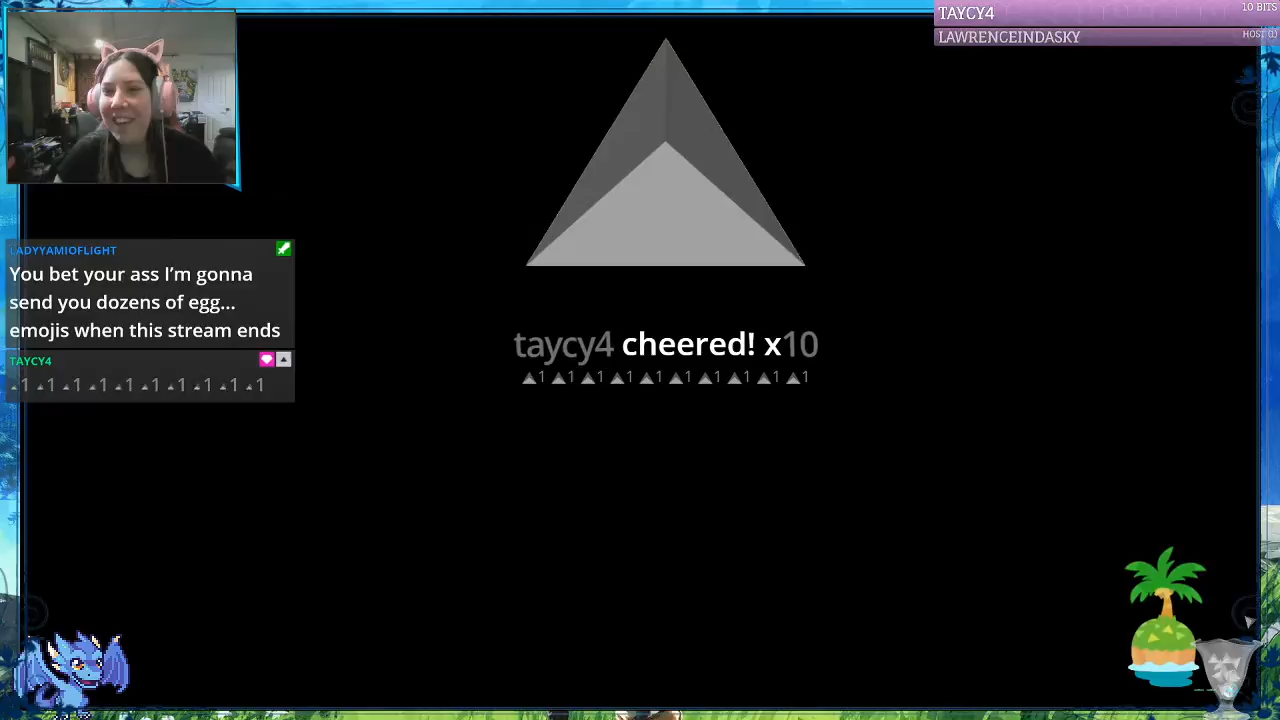 TAYCY4
10 BITS
LAWRENCEINDASKY
HOST (1)
LADYYAMIOFLIGHT
You bet your ass I'm gonna
send you dozens of egg...
emojis when this stream ends
TAYCY4
1 1 1 1 1 1 1 1 1 1
taycy4 cheered! x10
1 1 1 1 1 1 1 1 1 1